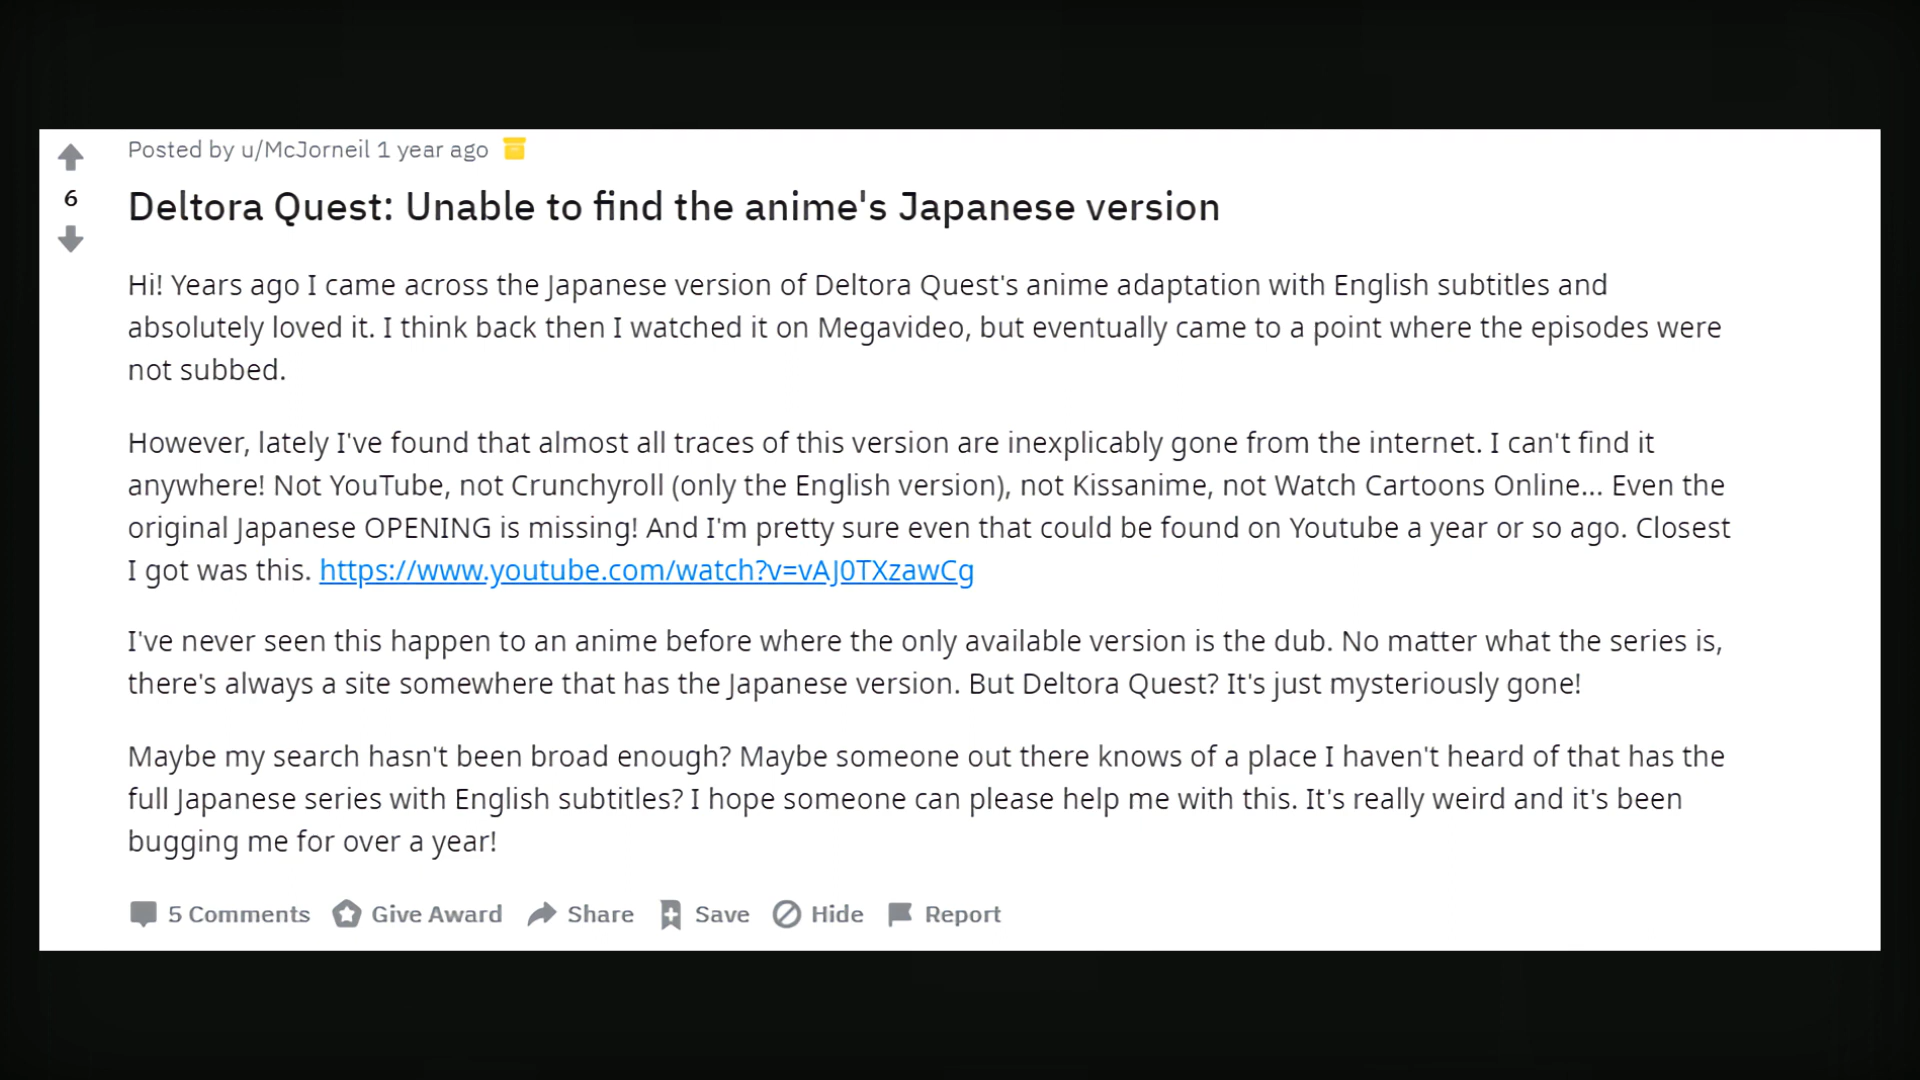 Posted by u/McJorneil 1 year ago
6
Deltora Quest: Unable to find the anime's Japanese version
Hi! Years ago I came across the Japanese version of Deltora Quest's anime adaptation with English subtitles and
absolutely loved it. I think back then I watched it on Megavideo, but eventually came to a point where the episodes were
not subbed.
However, lately I've found that almost all traces of this version are inexplicably gone from the internet. I can't find it
anywhere! Not YouTube, not Crunchyroll (only the English version), not Kissanime, not Watch Cartoons Online... Even the
original Japanese OPENING is missing! And I'm pretty sure even that could be found on Youtube a year or so ago. Closest
I got was this. https://www.youtube.com/watch?v=vAJ0TXzawCg
I've never seen this happen to an anime before where the only available version is the dub. No matter what the series is,
there's always a site somewhere that has the Japanese version. But Deltora Quest? It's just mysteriously gone!
Maybe my search hasn't been broad enough? Maybe someone out there knows of a place I haven't heard of that has the
full Japanese series with English subtitles? I hope someone can please help me with this. It's really weird and it's been
bugging me for over a year!
5 Comments Give Award Share Save Hide Report